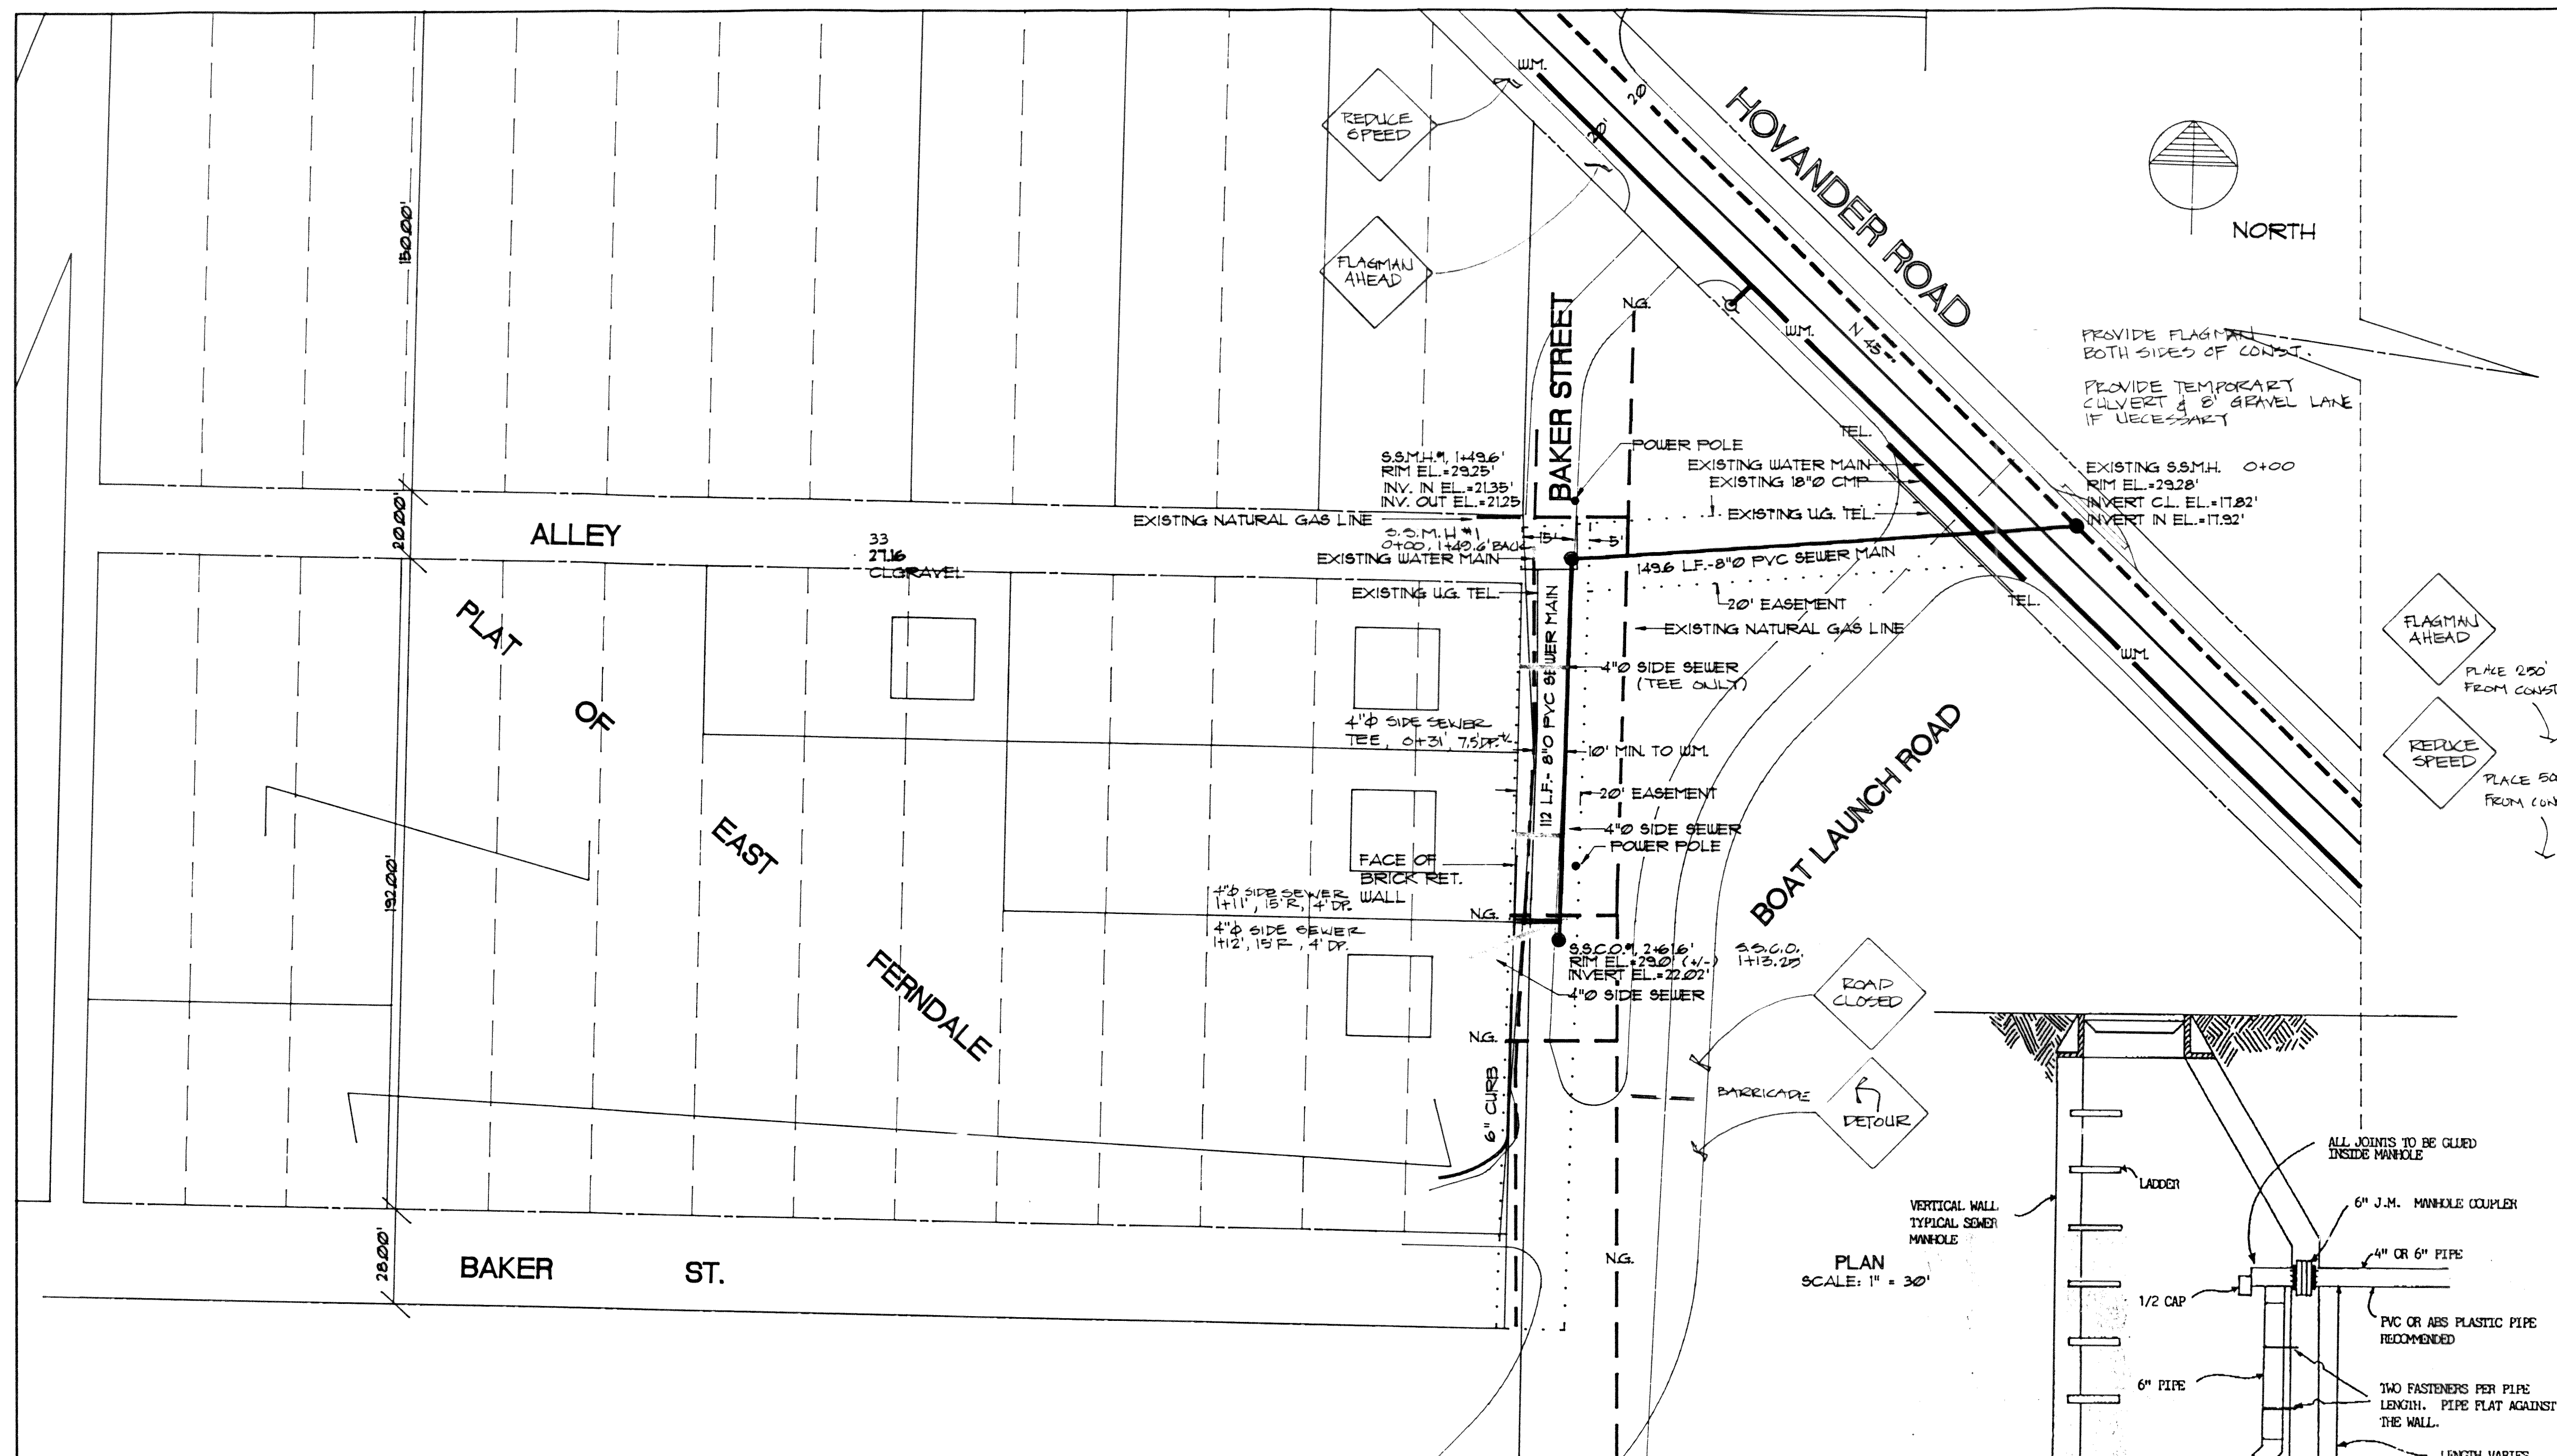 W.M.
20
20'
HOVANDER ROAD
REDUCE
SPEED
FLAGMAN
AHEAD
NORTH
150.00'
20.00'
192.00'
28.00'
BAKER STREET
N.G.
W.M.
N 45
PROVIDE FLAGMAN
BOTH SIDES OF CONST.
PROVIDE TEMPORARY
CULVERT & 8' GRAVEL LANE
IF NECESSARY
TEL.
POWER POLE
EXISTING WATER MAIN
EXISTING 18"Ø CMP
EXISTING U.G. TEL.
EXISTING S.S.M.H. 0+00
RIM EL.=29.28'
INVERT C.L. EL.=17.82'
INVERT IN EL.=17.92'
S.S.M.H.#1, 1+49.6'
RIM EL.=29.25'
INV. IN EL.=21.35'
INV. OUT EL.=21.25
EXISTING NATURAL GAS LINE
S.S.M.H #1
0+00, 1+49.6' BACK
EXISTING WATER MAIN
EXISTING U.G. TEL.
15'
5'
ALLEY
33
27.16
CLGRAVEL
149.6 L.F.-8"Ø PVC SEWER MAIN
20' EASEMENT
TEL.
EXISTING NATURAL GAS LINE
4"Ø SIDE SEWER
(TEE ONLY)
112 L.F.- 8"Ø PVC SEWER MAIN
4"Ø SIDE SEWER
TEE, 0+31', 7.5'DP.+/-
10' MIN. TO W.M.
20' EASEMENT
4"Ø SIDE SEWER
POWER POLE
FACE OF
BRICK RET.
WALL
4"Ø SIDE SEWER
1+11', 15'R, 4'DP.
4"Ø SIDE SEWER
1+12', 15'R, 4'DP.
N.G.
S.S.C.O.#1, 2+61.6'
RIM EL.=29.0' (+/-)
INVERT EL.=22.02'
S.S.C.O.
1+13.25'
4"Ø SIDE SEWER
N.G.
6" CURB
PLAT
OF
EAST
FERNDALE
BOAT LAUNCH ROAD
W.M.
FLAGMAN
AHEAD
PLACE 250'
FROM CONST
REDUCE
SPEED
PLACE 50
FROM CON
ROAD
CLOSED
BARRICADE
DETOUR
BAKER ST.
N.G.
PLAN
SCALE: 1" = 30'
ALL JOINTS TO BE GLUED
INSIDE MANHOLE
LADDER
6" J.M. MANHOLE COUPLER
VERTICAL WALL
TYPICAL SEWER
MANHOLE
4" OR 6" PIPE
1/2 CAP
PVC OR ABS PLASTIC PIPE
RECOMMENDED
6" PIPE
TWO FASTENERS PER PIPE
LENGTH. PIPE FLAT AGAINST
THE WALL.
LENGTH VARIES